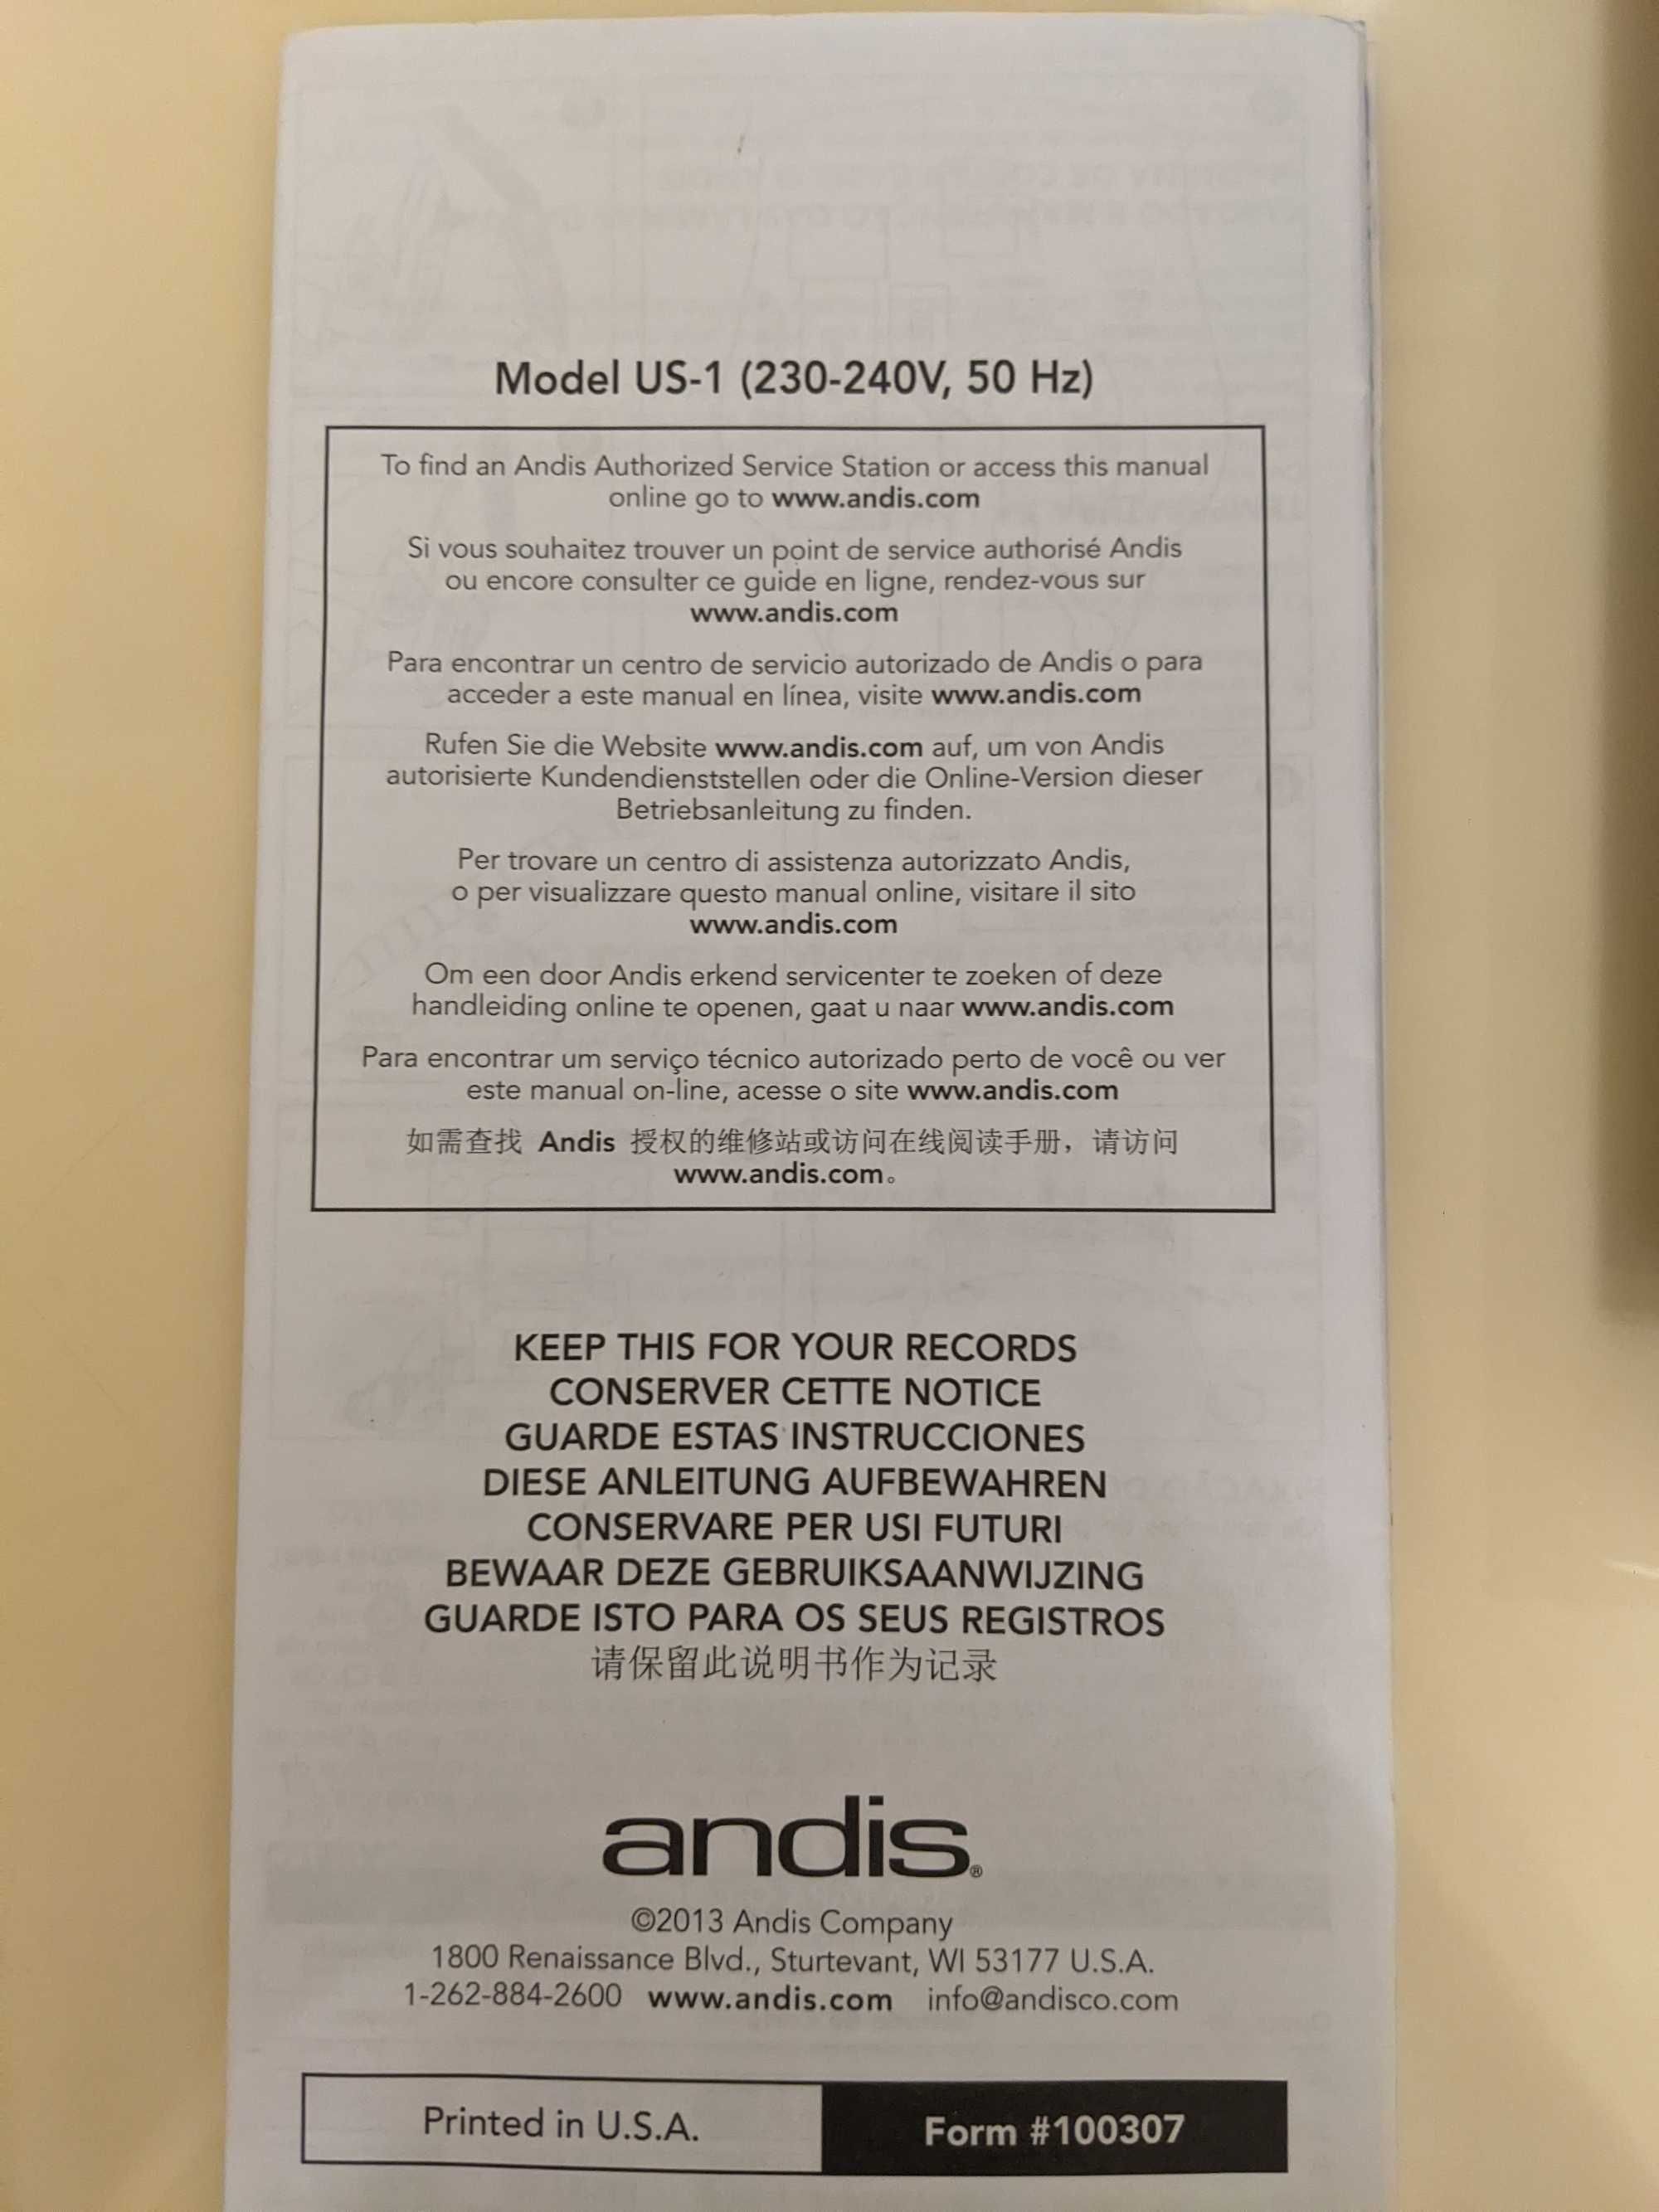 Model US-1 (230-240V, 50 Hz)
To find an Andis Authorized Service Station or access this manual
online go to www.andis.com
Si vous souhaitez trouver un point de service authorisé Andis
ou encore consulter ce guide en ligne, rendez-vous sur
www.andis.com
Para encontrar un centro de servicio autorizado de Andis o para
acceder a este manual en línea, visite www.andis.com
Rufen Sie die Website www.andis.com auf, um von Andis
autorisierte Kundendienststellen oder die Online-Version dieser
Betriebsanleitung zu finden.
Per trovare un centro di assistenza autorizzato Andis,
o per visualizzare questo manual online, visitare il sito
www.andis.com
Om een door Andis erkend servicenter te zoeken of deze
handleiding online te openen, gaat u naar www.andis.com
Para encontrar um serviço técnico autorizado perto de você ou ver
este manual on-line, acesse o site www.andis.com
如需查找 Andis 授权的维修站或访问在线阅读手册，请访问
www.andis.com。
KEEP THIS FOR YOUR RECORDS
CONSERVER CETTE NOTICE
GUARDE ESTAS INSTRUCCIONES
DIESE ANLEITUNG AUFBEWAHREN
CONSERVARE PER USI FUTURI
BEWAAR DEZE GEBRUIKSAANWIJZING
GUARDE ISTO PARA OS SEUS REGISTROS
请保留此说明书作为记录
andis®
©2013 Andis Company
1800 Renaissance Blvd., Sturtevant, WI 53177 U.S.A.
1-262-884-2600 www.andis.com info@andisco.com
Printed in U.S.A. Form #100307